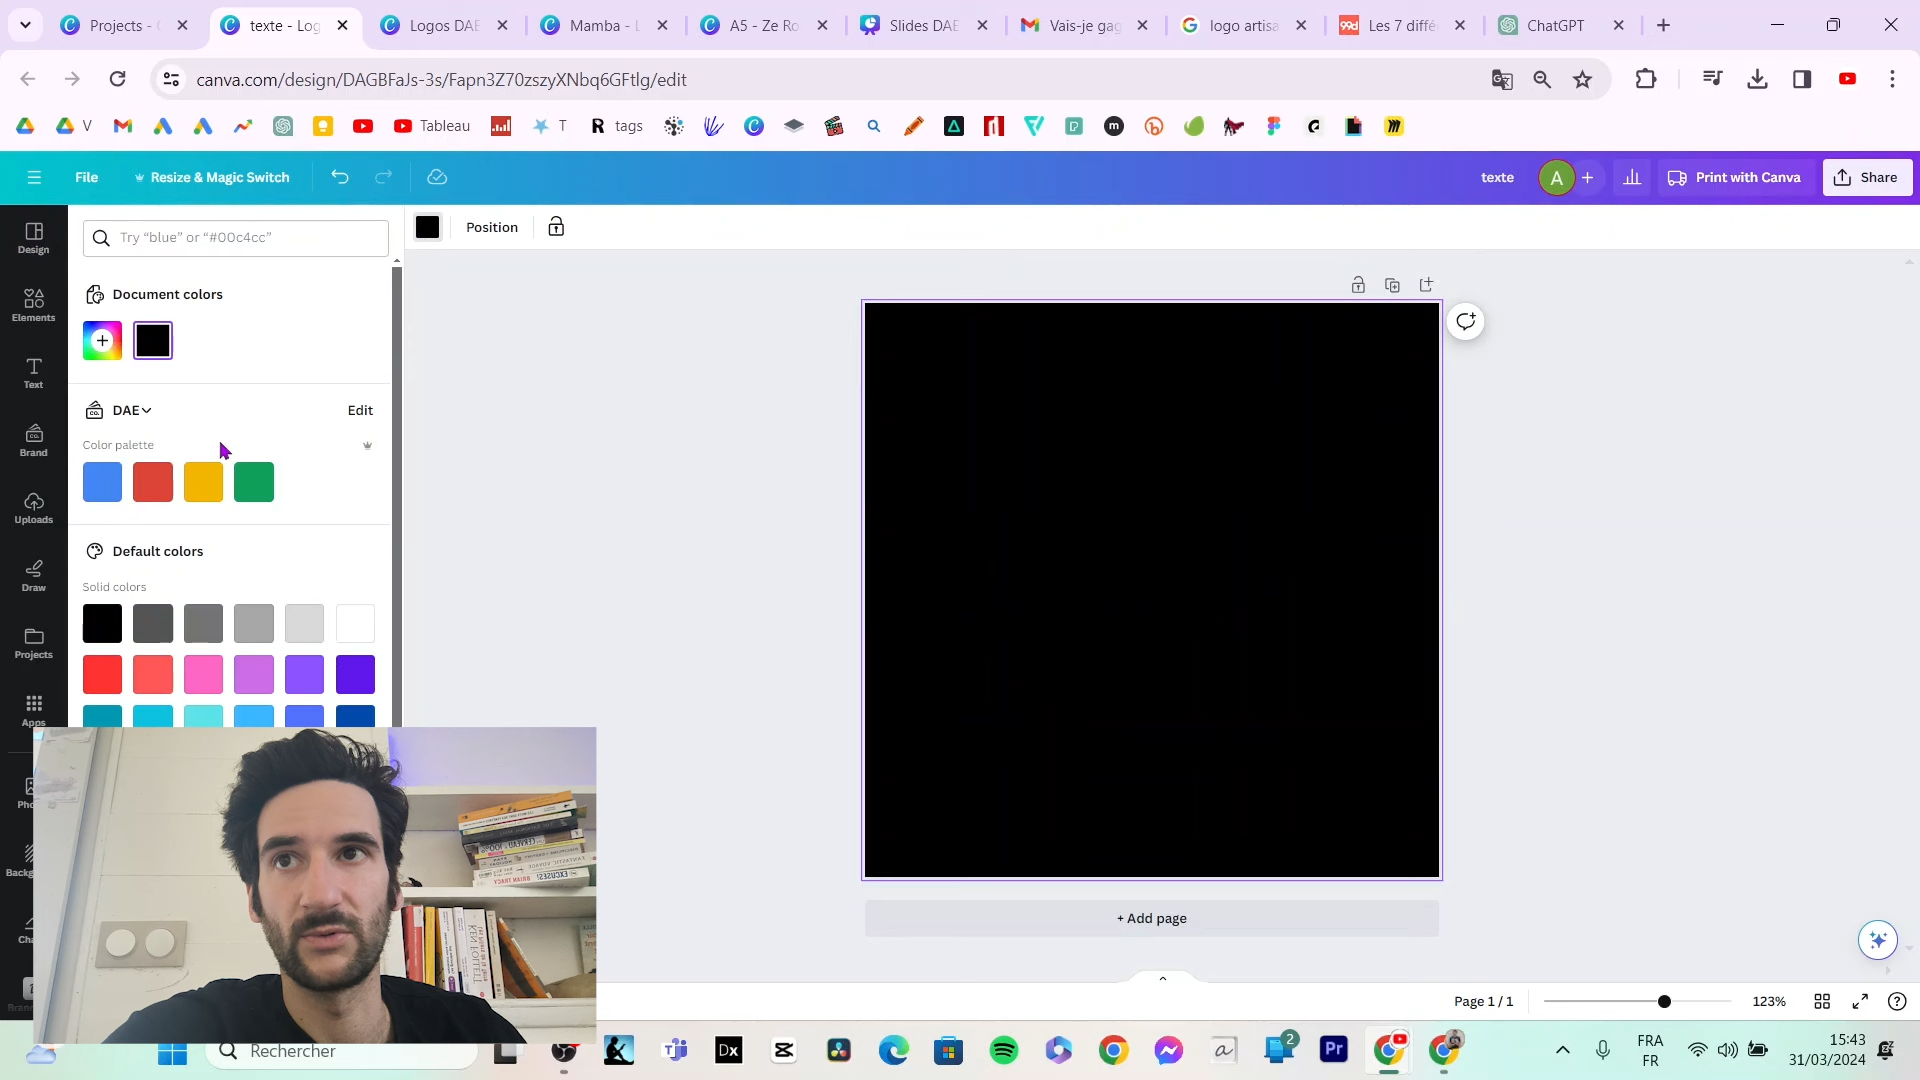 Projects - C
texte - Log
Logos DAE
Mamba - L
A5 - Ze Ro
Slides DAE
Vais-je gag
logo artisa
Les 7 diffé
ChatGPT
canva.com/design/DAGBFaJs-3s/Fapn3Z70zszyXNbq6GFtlg/edit
V
Tableau
T
tags
File
Resize & Magic Switch
texte
A
Print with Canva
Share
Design
Elements
Text
Brand
Uploads
Draw
Projects
Apps
Try "blue" or "#00c4cc"
Position
Document colors
DAE
Edit
Color palette
Default colors
Solid colors
+ Add page
Page 1 / 1
123%
Rechercher
2
FRA
FR
15:43
31/03/2024